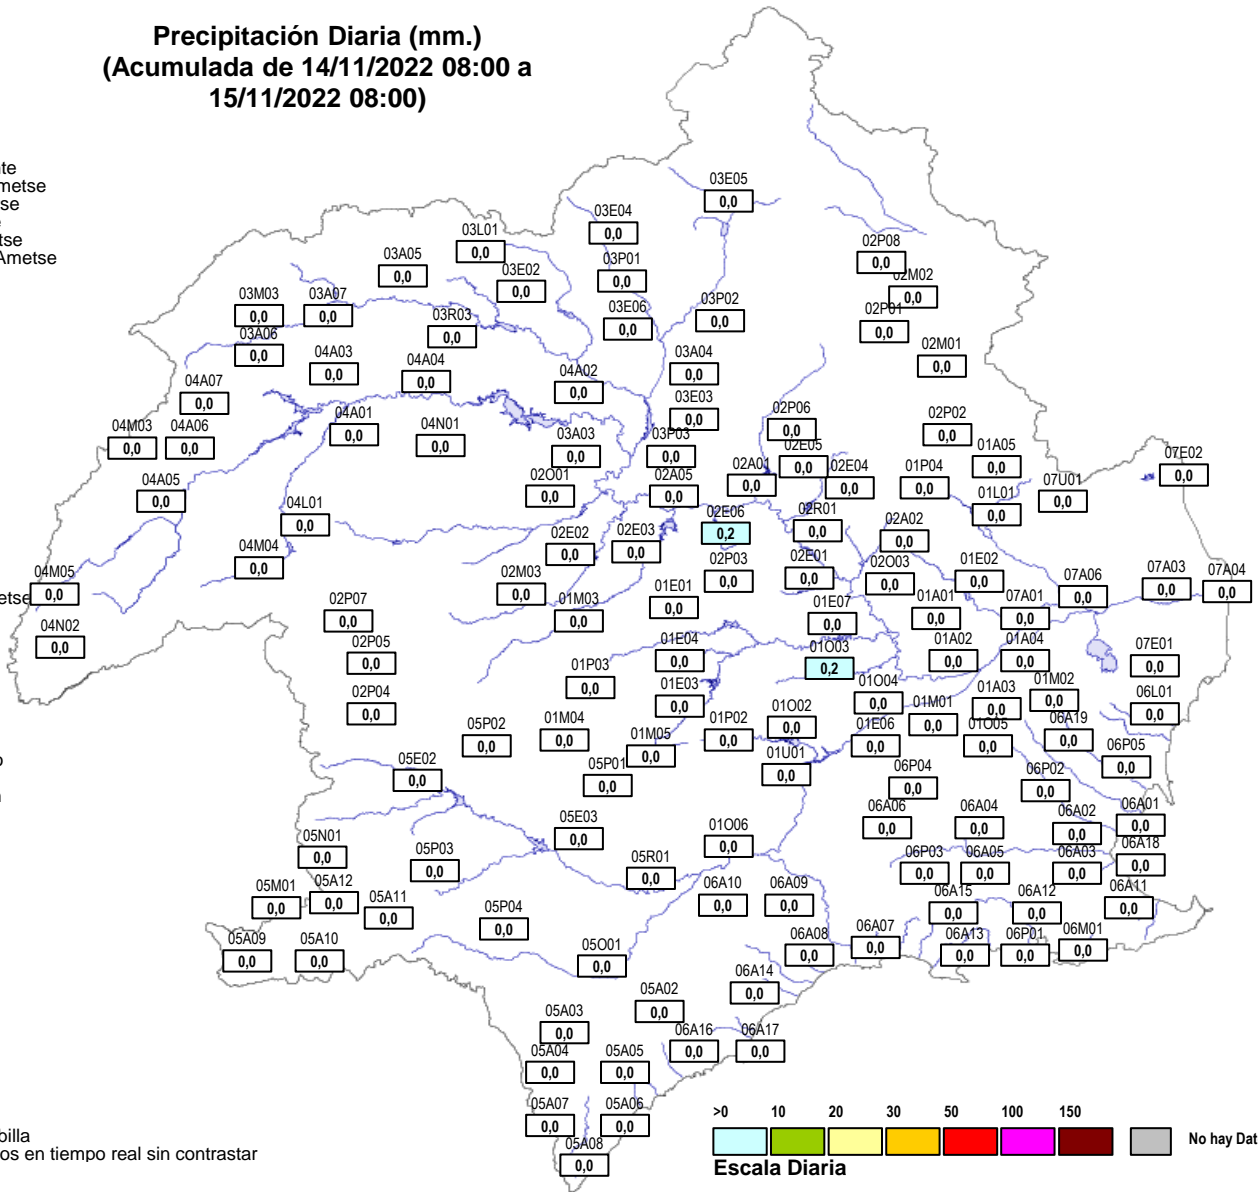 Precipitación Diaria (mm.)
(Acumulada de 14/11/2022 08:00 a
15/11/2022 08:00)
nte
metse
tse
e
tse
Ametse
03E05
0,0
03E04
0,0
03L01
0,0
03A05
0,0
03P01
0,0
03E02
0,0
02P08
0,0
02M02
0,0
03M03
0,0
03A07
0,0
03R03
0,0
03E06
0,0
03P02
0,0
02P01
0,0
03A06
0,0
04A03
0,0
04A04
0,0
04A02
0,0
03A04
0,0
02M01
0,0
04A07
0,0
03E03
0,0
04M03
0,0
04A06
0,0
04A01
0,0
04N01
0,0
03A03
0,0
03P03
0,0
02P06
0,0
02P02
0,0
02E05
0,0
01A05
0,0
07E02
0,0
04A05
0,0
02O01
0,0
02A05
0,0
02A01
0,0
02E04
0,0
01P04
0,0
07U01
0,0
01L01
0,0
04L01
0,0
02E06
0,2
02R01
0,0
02A02
0,0
04M04
0,0
02E02
0,0
02E03
0,0
04M05
0,0
etse
02M03
0,0
02P03
0,0
02E01
0,0
02O03
0,0
01E02
0,0
07A06
0,0
07A03
0,0
07A04
0,0
02P07
0,0
01M03
0,0
01E01
0,0
01E07
0,0
01A01
0,0
07A01
0,0
04N02
0,0
02P05
0,0
01E04
0,0
01O03
0,2
01A02
0,0
01A04
0,0
07E01
0,0
01P03
0,0
01E03
0,0
01O04
0,0
01A03
0,0
01M02
0,0
06L01
0,0
02P04
0,0
05P02
0,0
01M04
0,0
01M05
0,0
01P02
0,0
01O02
0,0
01E06
0,0
01M01
0,0
01O05
0,0
06A19
0,0
06P05
0,0
o
05E02
0,0
05P01
0,0
01U01
0,0
06P04
0,0
06P02
0,0
05E03
0,0
01O06
0,0
06A06
0,0
06A04
0,0
06A02
0,0
06A01
0,0
05N01
0,0
05P03
0,0
05R01
0,0
06P03
0,0
06A05
0,0
06A03
0,0
06A18
0,0
05M01
0,0
05A12
0,0
05A11
0,0
06A10
0,0
06A09
0,0
06A15
0,0
06A12
0,0
06A11
0,0
05P04
0,0
05A09
0,0
05A10
0,0
05O01
0,0
06A08
0,0
06A07
0,0
06A13
0,0
06P01
0,0
06M01
0,0
06A14
0,0
05A02
0,0
05A03
0,0
06A16
0,0
06A17
0,0
05A04
0,0
05A05
0,0
05A07
0,0
05A06
0,0
05A08
0,0
billa
os en tiempo real sin contrastar
>0 10 20 30 50 100 150
No hay Dat
Escala Diaria